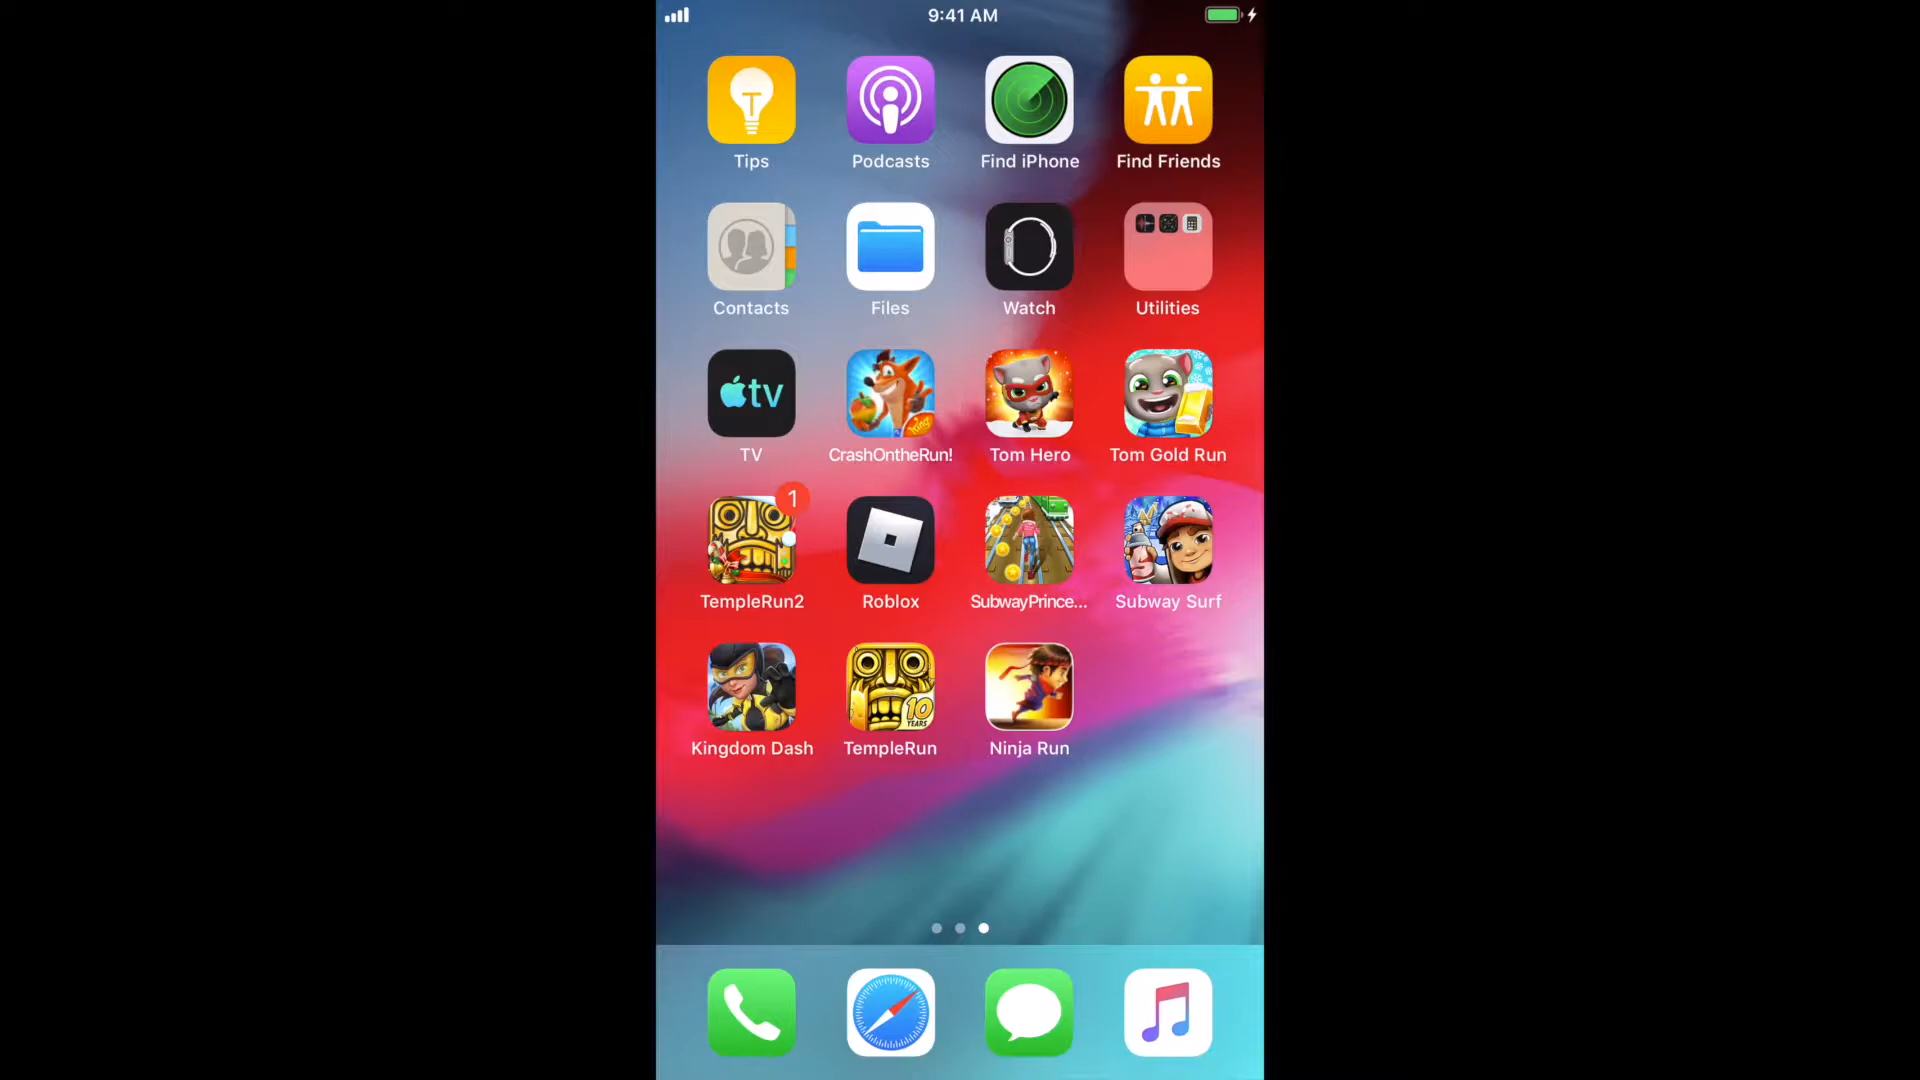 9:41 AM
Tips
Podcasts
Find iPhone
Find Friends
Contacts
Files
Watch
Utilities
tv
King
TV
CrashOntheRun!
Tom Hero
Tom Gold Run
1
TempleRun2
Roblox
SubwayPrince...
Subway Surf
10
YEARS
Kingdom Dash
TempleRun
Ninja Run